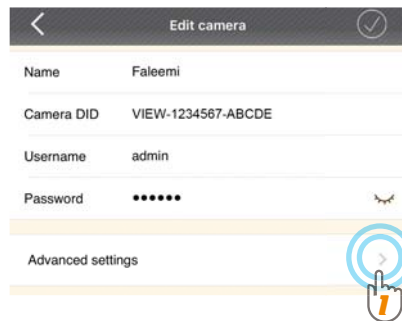 Edit camera
Name Faleemi
Camera DID VIEW-1234567-ABCDE
Username admin
Password ••••••
Advanced settings
1